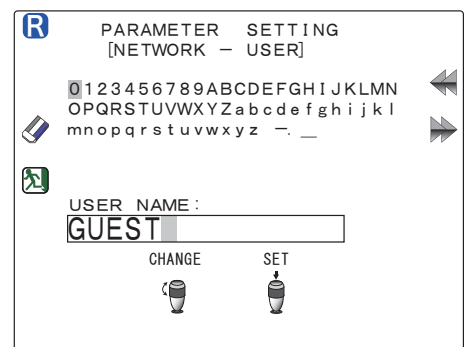 R
PARAMETER SETTING
[NETWORK – USER]
0123456789ABCDEFGHIJKLMN
OPQRSTUVWXYZabcdefghijkl
mnopqrstuvwxyz –. _
USER NAME:
GUEST
CHANGE SET